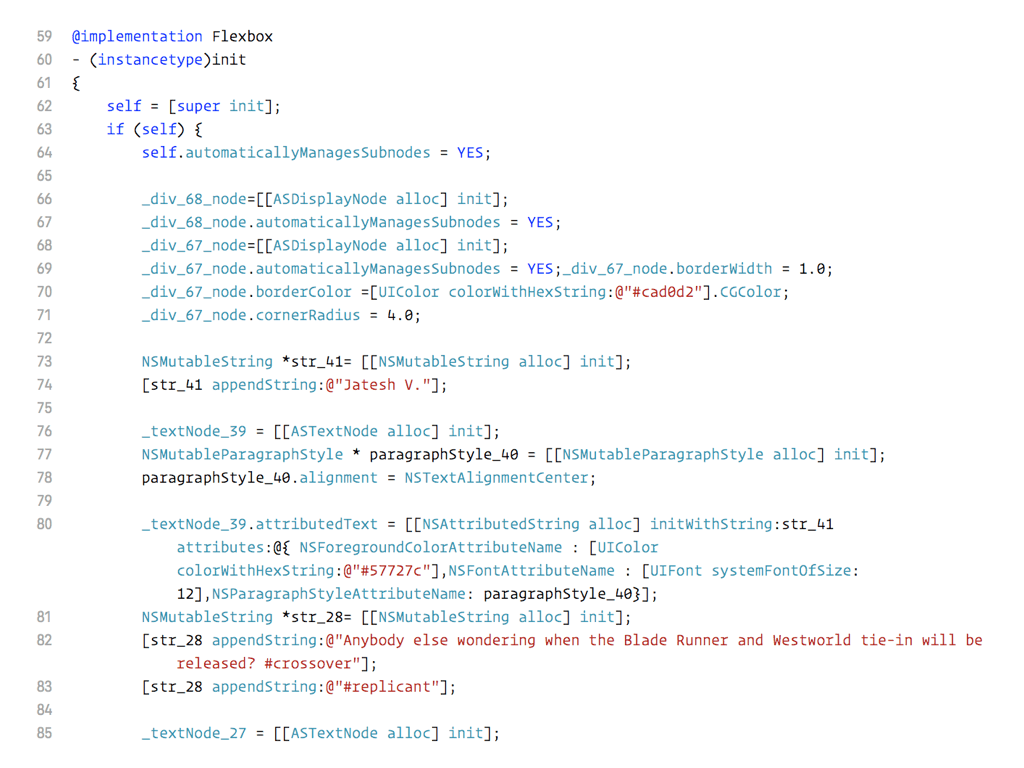 59 @implementation Flexbox
60 - (instancetype)init
61 {
62 self = [super init];
63 if (self) {
64 self.automaticallyManagesSubnodes = YES;
65
66 _div_68_node=[[ASDisplayNode alloc] init];
67 _div_68_node.automaticallyManagesSubnodes = YES;
68 _div_67_node=[[ASDisplayNode alloc] init];
69 _div_67_node.automaticallyManagesSubnodes = YES;_div_67_node.borderWidth = 1.0;
70 _div_67_node.borderColor =[UIColor colorWithHexString:@"#cad0d2"].CGColor;
71 _div_67_node.cornerRadius = 4.0;
72
73 NSMutableString *str_41= [[NSMutableString alloc] init];
74 [str_41 appendString:@"Jatesh V."];
75
76 _textNode_39 = [[ASTextNode alloc] init];
77 NSMutableParagraphStyle * paragraphStyle_40 = [[NSMutableParagraphStyle alloc] init];
78 paragraphStyle_40.alignment = NSTextAlignmentCenter;
79
80 _textNode_39.attributedText = [[NSAttributedString alloc] initWithString:str_41
attributes:@{ NSForegroundColorAttributeName : [UIColor
colorWithHexString:@"#57727c"],NSFontAttributeName : [UIFont systemFontOfSize:
12],NSParagraphStyleAttributeName: paragraphStyle_40}];
81 NSMutableString *str_28= [[NSMutableString alloc] init];
82 [str_28 appendString:@"Anybody else wondering when the Blade Runner and Westworld tie-in will be
released? #crossover"];
83 [str_28 appendString:@"#replicant"];
84
85 _textNode_27 = [[ASTextNode alloc] init];